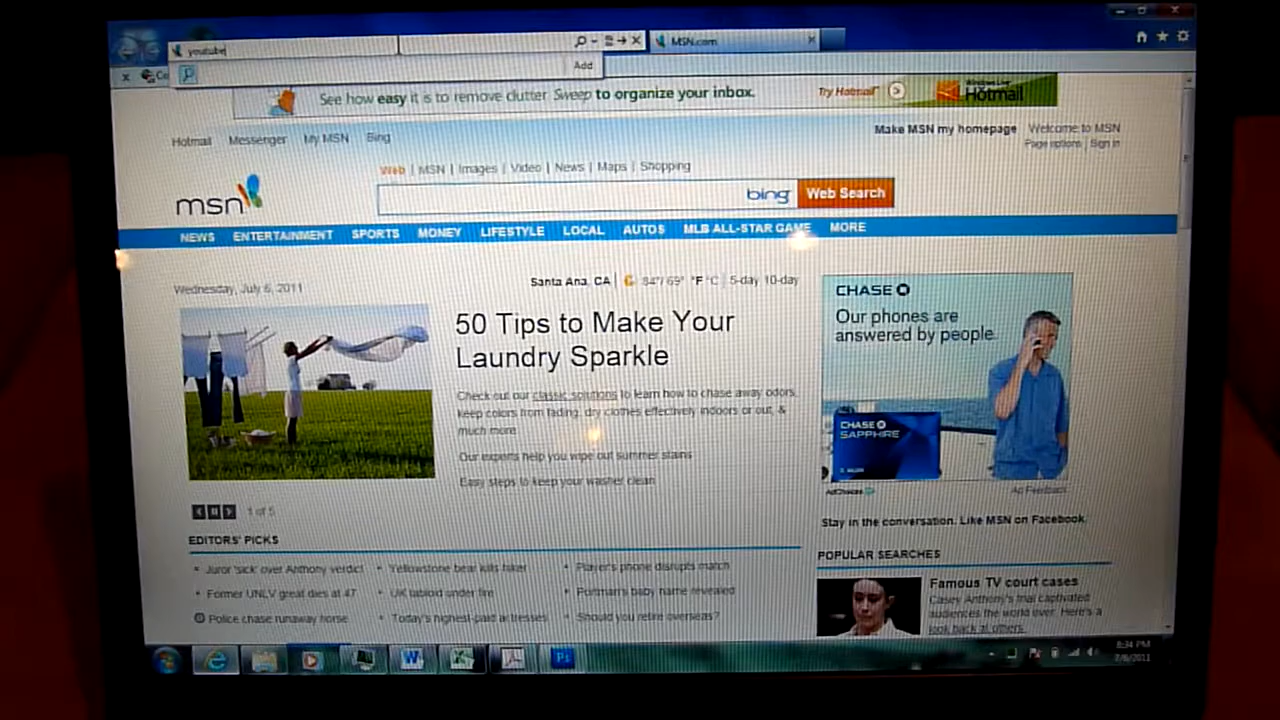 youtube
MSN.com
Add
See how easy it is to remove clutter Sweep to organize your inbox.
Try Hotmail
Windows Live
Hotmail
Hotmail Messenger My MSN Bing
Make MSN my homepage
Welcome to MSN
Page options | Sign in
Web | MSN | Images | Video | News | Maps | Shopping
msn
bing
Web Search
NEWS ENTERTAINMENT SPORTS MONEY LIFESTYLE LOCAL AUTOS MLB ALL-STAR GAME MORE
Wednesday, July 6, 2011
Santa Ana, CA | 84°/69° °F °C | 5-day 10-day
50 Tips to Make Your
Laundry Sparkle
Check out our classic solutions to learn how to chase away odors,
keep colors from fading, dry clothes effectively indoors or out, &
much more
Our experts help you wipe out summer stains
Easy steps to keep your washer clean
CHASE
Our phones are
answered by people.
CHASE
SAPPHIRE
AdChoices
Ad Feedback
1 of 5
Stay in the conversation. Like MSN on Facebook.
EDITORS' PICKS
Juror 'sick' over Anthony verdict
Former UNLV great dies at 47
Police chase runaway horse
Yellowstone bear kills hiker
UK tabloid under fire
Today's highest-paid actresses
Player's phone disrupts match
Portman's baby name revealed
Should you retire overseas?
POPULAR SEARCHES
Famous TV court cases
Casey Anthony's trial captivated
audiences the world over. Here's a
look back at others.
8:34 PM
7/6/2011